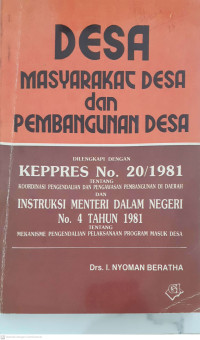 DESA
MASYARAKAT DESA
dan
PEMBANGUNAN DESA
DILENGKAPI DENGAN
KEPPRES No. 20/1981
TENTANG
KOORDINASI PENGENDALIAN DAN PENGAWASAN PEMBANGUNAN DI DAERAH
DAN
INSTRUKSI MENTERI DALAM NEGERI
No. 4 TAHUN 1981
TENTANG
MEKANISME PENGENDALIAN PELAKSANAAN PROGRAM MASUK DESA
Drs. I. NYOMAN BERATHA